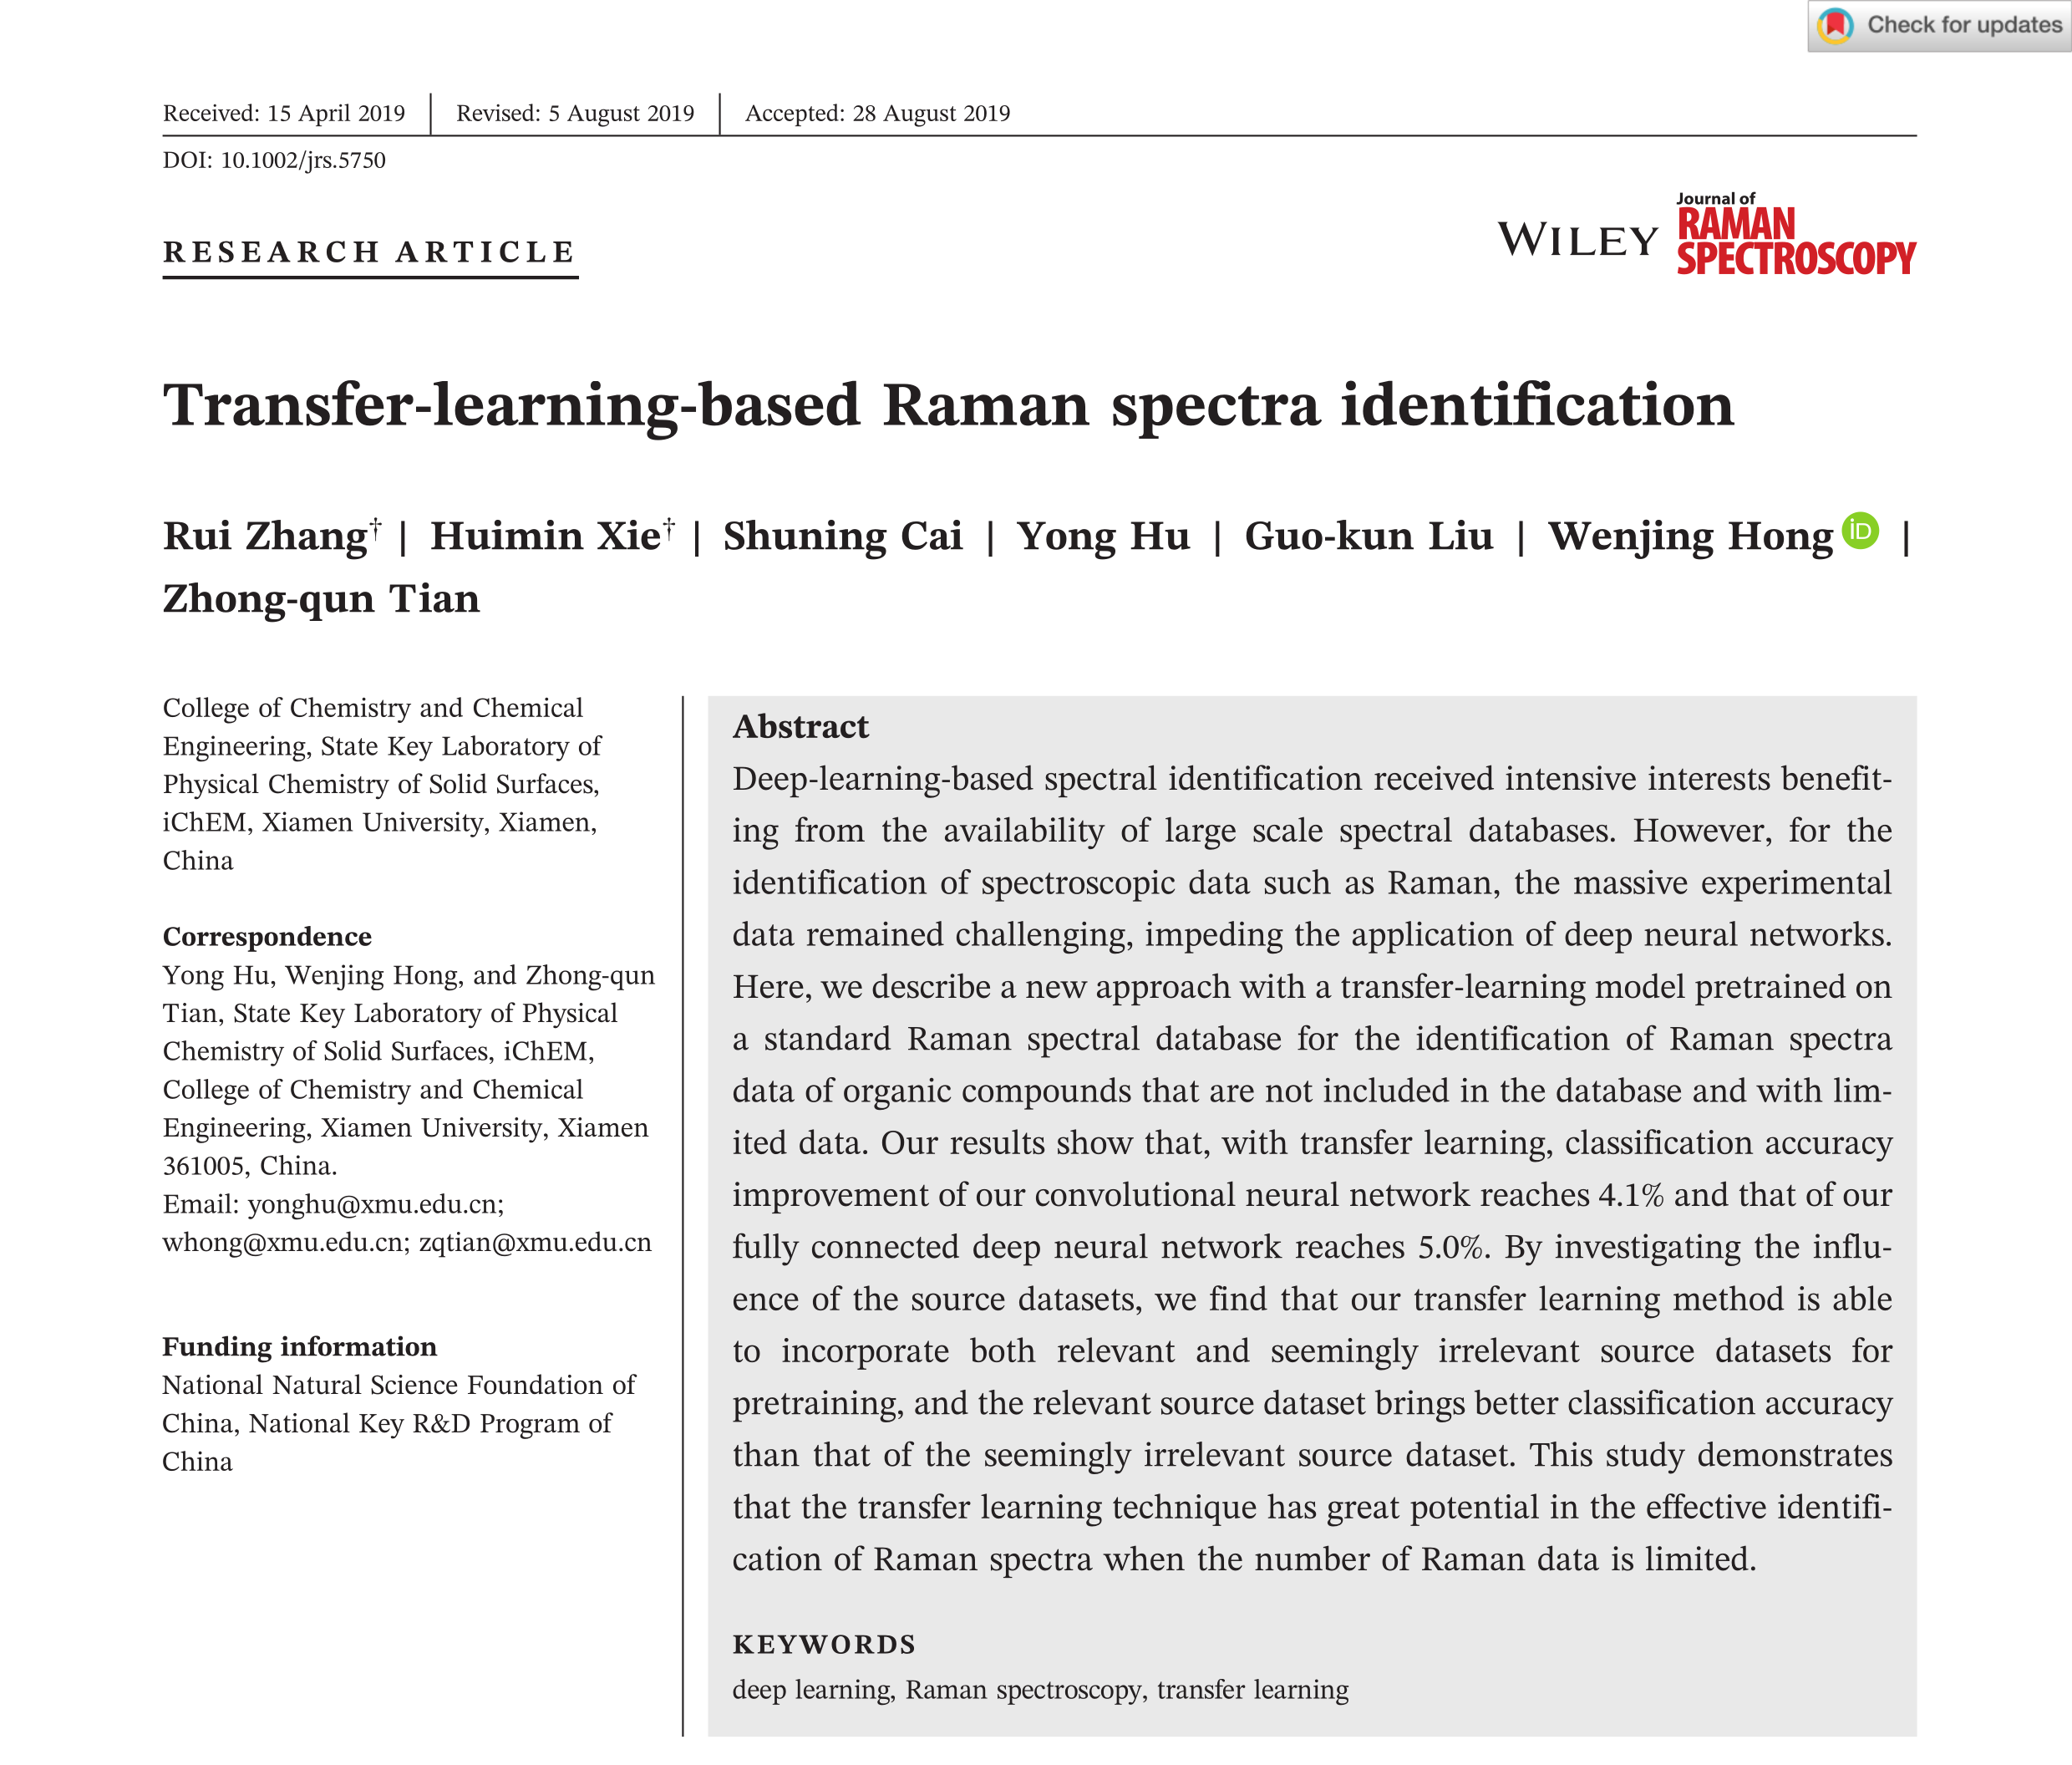 Check for updates
Received: 15 April 2019 | Revised: 5 August 2019 | Accepted: 28 August 2019
DOI: 10.1002/jrs.5750
RESEARCH ARTICLE
WILEY
Journal of
RAMAN
SPECTROSCOPY
Transfer-learning-based Raman spectra identification
Rui Zhang† | Huimin Xie† | Shuning Cai | Yong Hu | Guo-kun Liu | Wenjing Hong iD |
Zhong-qun Tian
College of Chemistry and Chemical
Engineering, State Key Laboratory of
Physical Chemistry of Solid Surfaces,
iChEM, Xiamen University, Xiamen,
China
Correspondence
Yong Hu, Wenjing Hong, and Zhong-qun
Tian, State Key Laboratory of Physical
Chemistry of Solid Surfaces, iChEM,
College of Chemistry and Chemical
Engineering, Xiamen University, Xiamen
361005, China.
Email: yonghu@xmu.edu.cn;
whong@xmu.edu.cn; zqtian@xmu.edu.cn
Funding information
National Natural Science Foundation of
China, National Key R&D Program of
China
Abstract
Deep-learning-based spectral identification received intensive interests benefit-
ing from the availability of large scale spectral databases. However, for the
identification of spectroscopic data such as Raman, the massive experimental
data remained challenging, impeding the application of deep neural networks.
Here, we describe a new approach with a transfer-learning model pretrained on
a standard Raman spectral database for the identification of Raman spectra
data of organic compounds that are not included in the database and with lim-
ited data. Our results show that, with transfer learning, classification accuracy
improvement of our convolutional neural network reaches 4.1% and that of our
fully connected deep neural network reaches 5.0%. By investigating the influ-
ence of the source datasets, we find that our transfer learning method is able
to incorporate both relevant and seemingly irrelevant source datasets for
pretraining, and the relevant source dataset brings better classification accuracy
than that of the seemingly irrelevant source dataset. This study demonstrates
that the transfer learning technique has great potential in the effective identifi-
cation of Raman spectra when the number of Raman data is limited.
KEYWORDS
deep learning, Raman spectroscopy, transfer learning